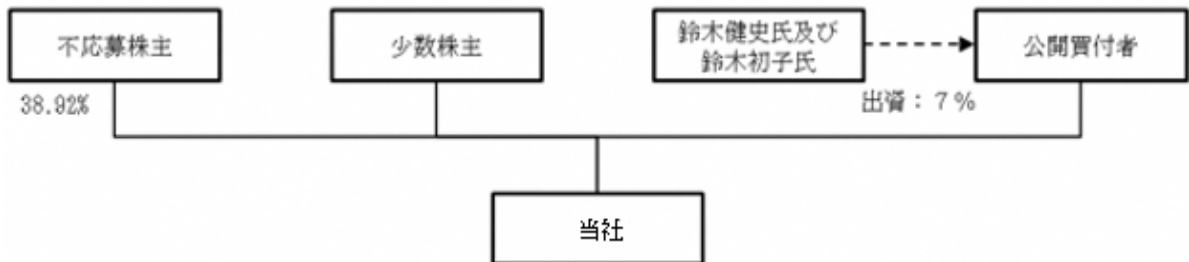 不応募株主
少数株主
鈴木健史氏及び
鈴木初子氏
公開買付者
38.92%
出資：７％
当社